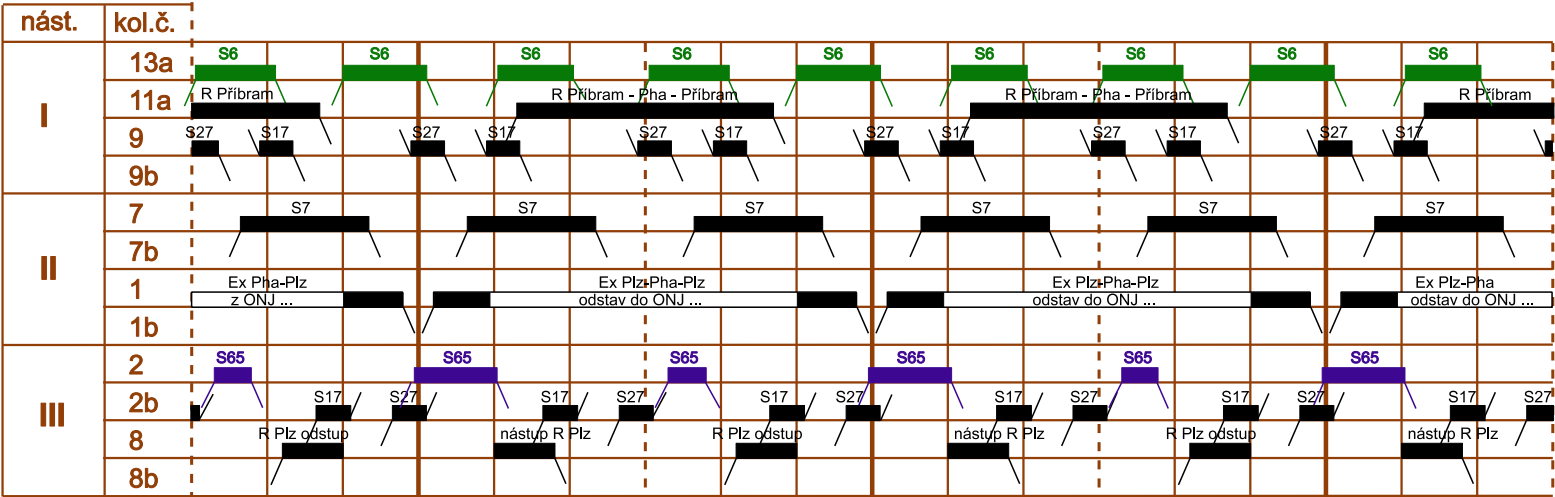 nást. kol.č.
S6 S6 S6 S6 S6 S6 S6 S6 S6
13a
I
11a R Příbram R Příbram - Pha - Příbram R Příbram - Pha - Příbram R Příbram
9 S27 S17 S27 S17 S27 S17 S27 S17 S27 S17 S27 S17
9b
7 S7 S7 S7 S7 S7 S7
II
7b
1 Ex Pha-Plz Ex Plz-Pha-Plz Ex Plz-Pha-Plz Ex Plz-Pha
z ONJ ... odstav do ONJ ... odstav do ONJ ... odstav do ONJ ...
1b
2 S65 S65 S65 S65 S65 S65
III
2b S17 S27 S17 S27 S17 S27 S17 S27 S17 S27 S17 S27
8 R Plz odstup nástup R Plz R Plz odstup nástup R Plz R Plz odstup nástup R Plz
8b